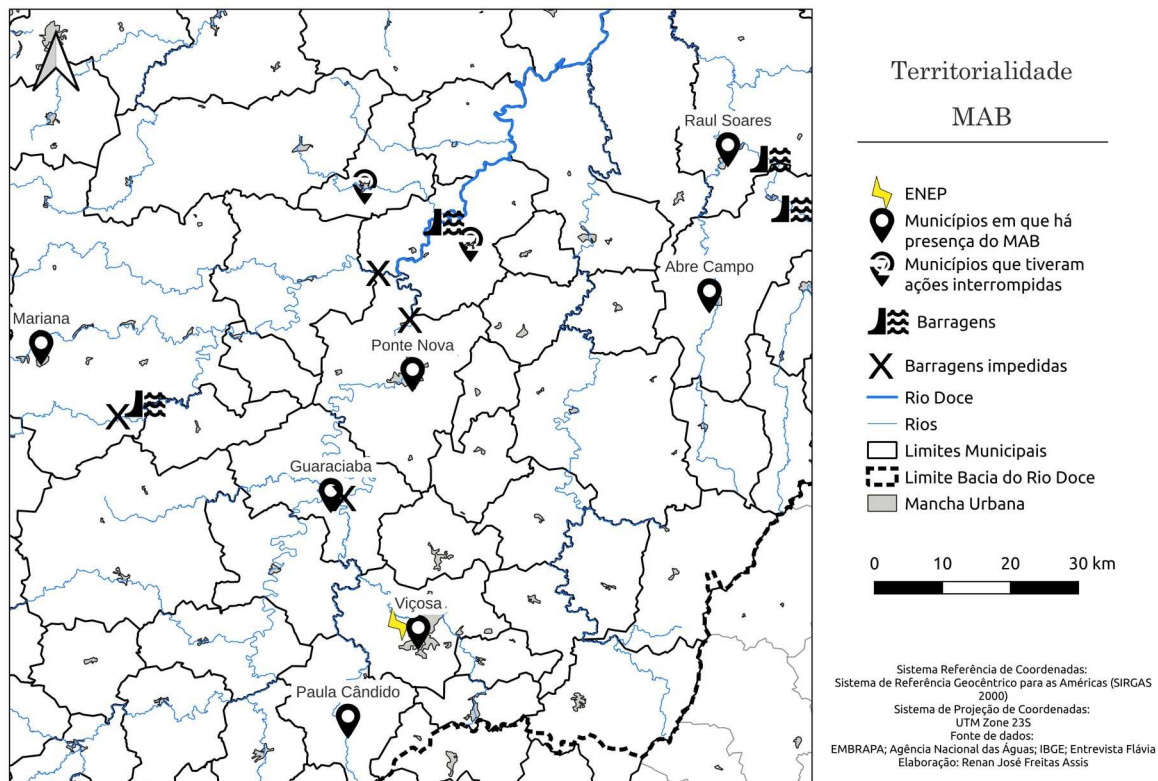 Raul Soares
Abre Campo
Mariana
Ponte Nova
Guaraciaba
Viçosa
Paula Cândido
Territorialidade
MAB
ENEP
Municípios em que há
presença do MAB
Municípios que tiveram
ações interrompidas
Barragens
Barragens impedidas
Rio Doce
Rios
Limites Municipais
Limite Bacia do Rio Doce
Mancha Urbana
0 10 20 30 km
Sistema Referência de Coordenadas:
Sistema de Referência Geocêntrico para as Américas (SIRGAS
2000)
Sistema de Projeção de Coordenadas:
UTM Zone 23S
Fonte de dados:
EMBRAPA; Agência Nacional das Águas; IBGE; Entrevista Flávia
Elaboração: Renan José Freitas Assis